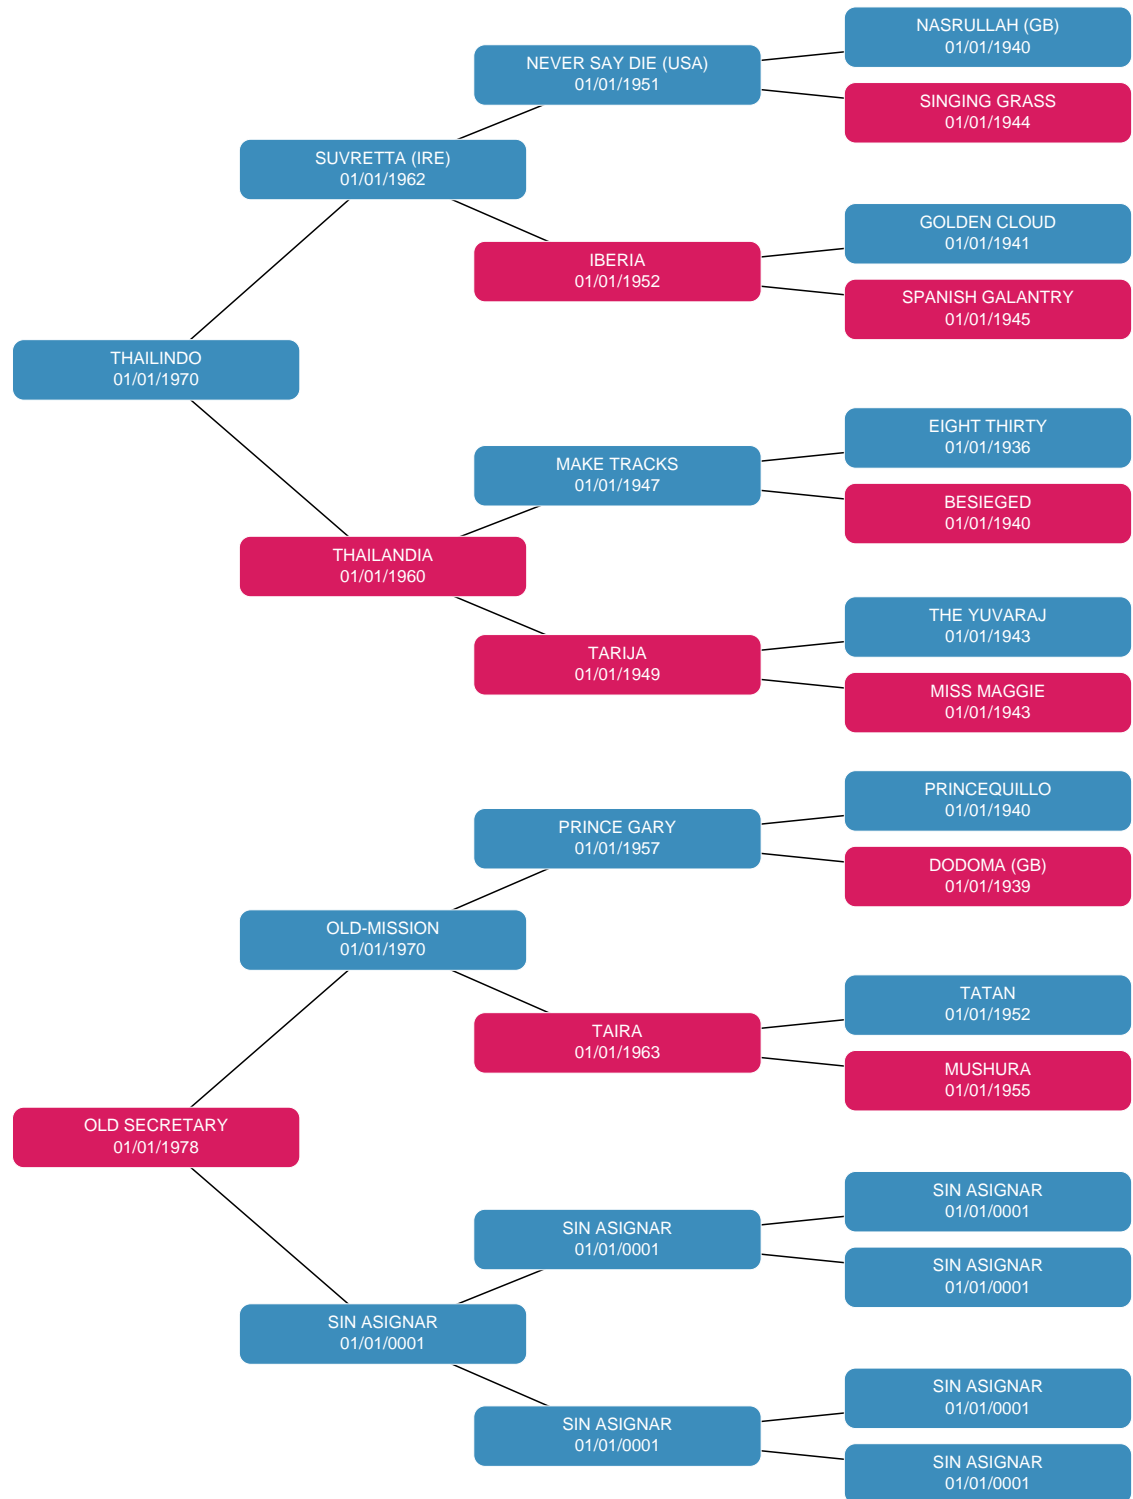 NASRULLAH (GB)
01/01/1940
NEVER SAY DIE (USA)
01/01/1951
SINGING GRASS
01/01/1944
SUVRETTA (IRE)
01/01/1962
GOLDEN CLOUD
01/01/1941
IBERIA
01/01/1952
SPANISH GALANTRY
01/01/1945
THAILINDO
01/01/1970
EIGHT THIRTY
01/01/1936
MAKE TRACKS
01/01/1947
BESIEGED
01/01/1940
THAILANDIA
01/01/1960
THE YUVARAJ
01/01/1943
TARIJA
01/01/1949
MISS MAGGIE
01/01/1943
PRINCEQUILLO
01/01/1940
PRINCE GARY
01/01/1957
DODOMA (GB)
01/01/1939
OLD-MISSION
01/01/1970
TATAN
01/01/1952
TAIRA
01/01/1963
MUSHURA
01/01/1955
OLD SECRETARY
01/01/1978
SIN ASIGNAR
01/01/0001
SIN ASIGNAR
01/01/0001
SIN ASIGNAR
01/01/0001
SIN ASIGNAR
01/01/0001
SIN ASIGNAR
01/01/0001
SIN ASIGNAR
01/01/0001
SIN ASIGNAR
01/01/0001